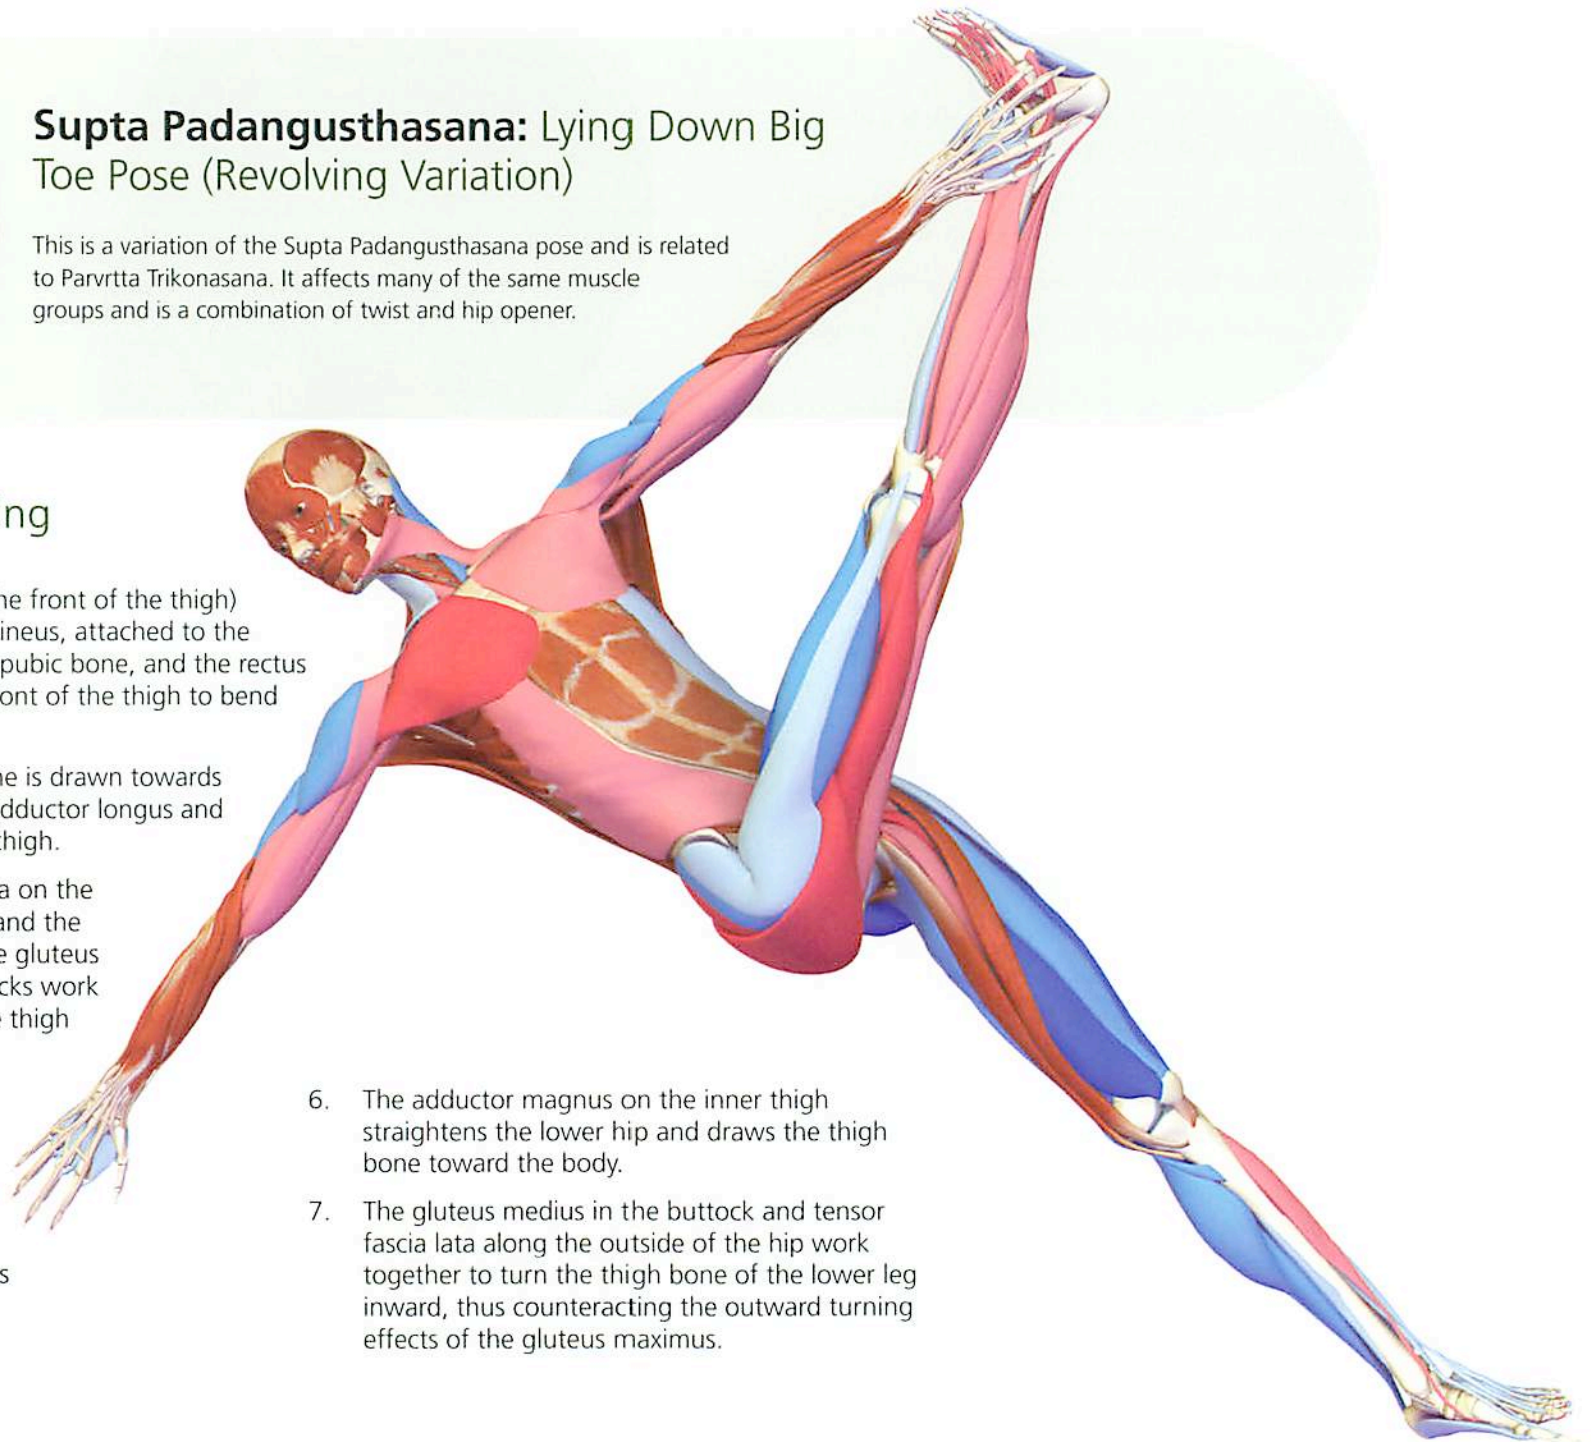 Supta Padangusthasana: Lying Down Big
Toe Pose (Revolving Variation)
This is a variation of the Supta Padangusthasana pose and is related
to Parvrtta Trikonasana. It affects many of the same muscle
groups and is a combination of twist and hip opener.
ng
ne front of the thigh)
ineus, attached to the
pubic bone, and the rectus
ont of the thigh to bend
ne is drawn towards
dductor longus and
thigh.
a on the
and the
e gluteus
cks work
thigh
6. The adductor magnus on the inner thigh
straightens the lower hip and draws the thigh
bone toward the body.
7. The gluteus medius in the buttock and tensor
fascia lata along the outside of the hip work
together to turn the thigh bone of the lower leg
inward, thus counteracting the outward turning
effects of the gluteus maximus.
s